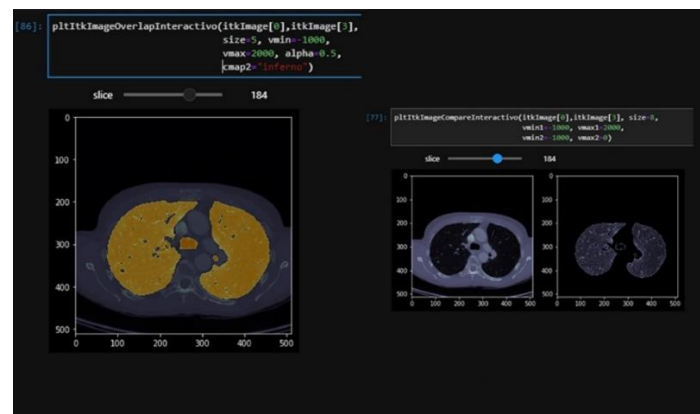 [86]: pltItkImageOverlapInteractivo(itkImage[0],itkImage[3],
size=5, vmin=-1000,
vmax=2000, alpha=0.5,
cmap2="inferno")
slice 184
0
100
200
300
400
500
0 100 200 300 400 500
[77]: pltItkImageCompareInteractivo(itkImage[0],itkImage[3], size=8,
vmin1=-1000, vmax1=2000,
vmin2=-1000, vmax2=0)
slice 184
0
100
200
300
400
500
0 100 200 300 400 500
0
100
200
300
400
500
0 100 200 300 400 500